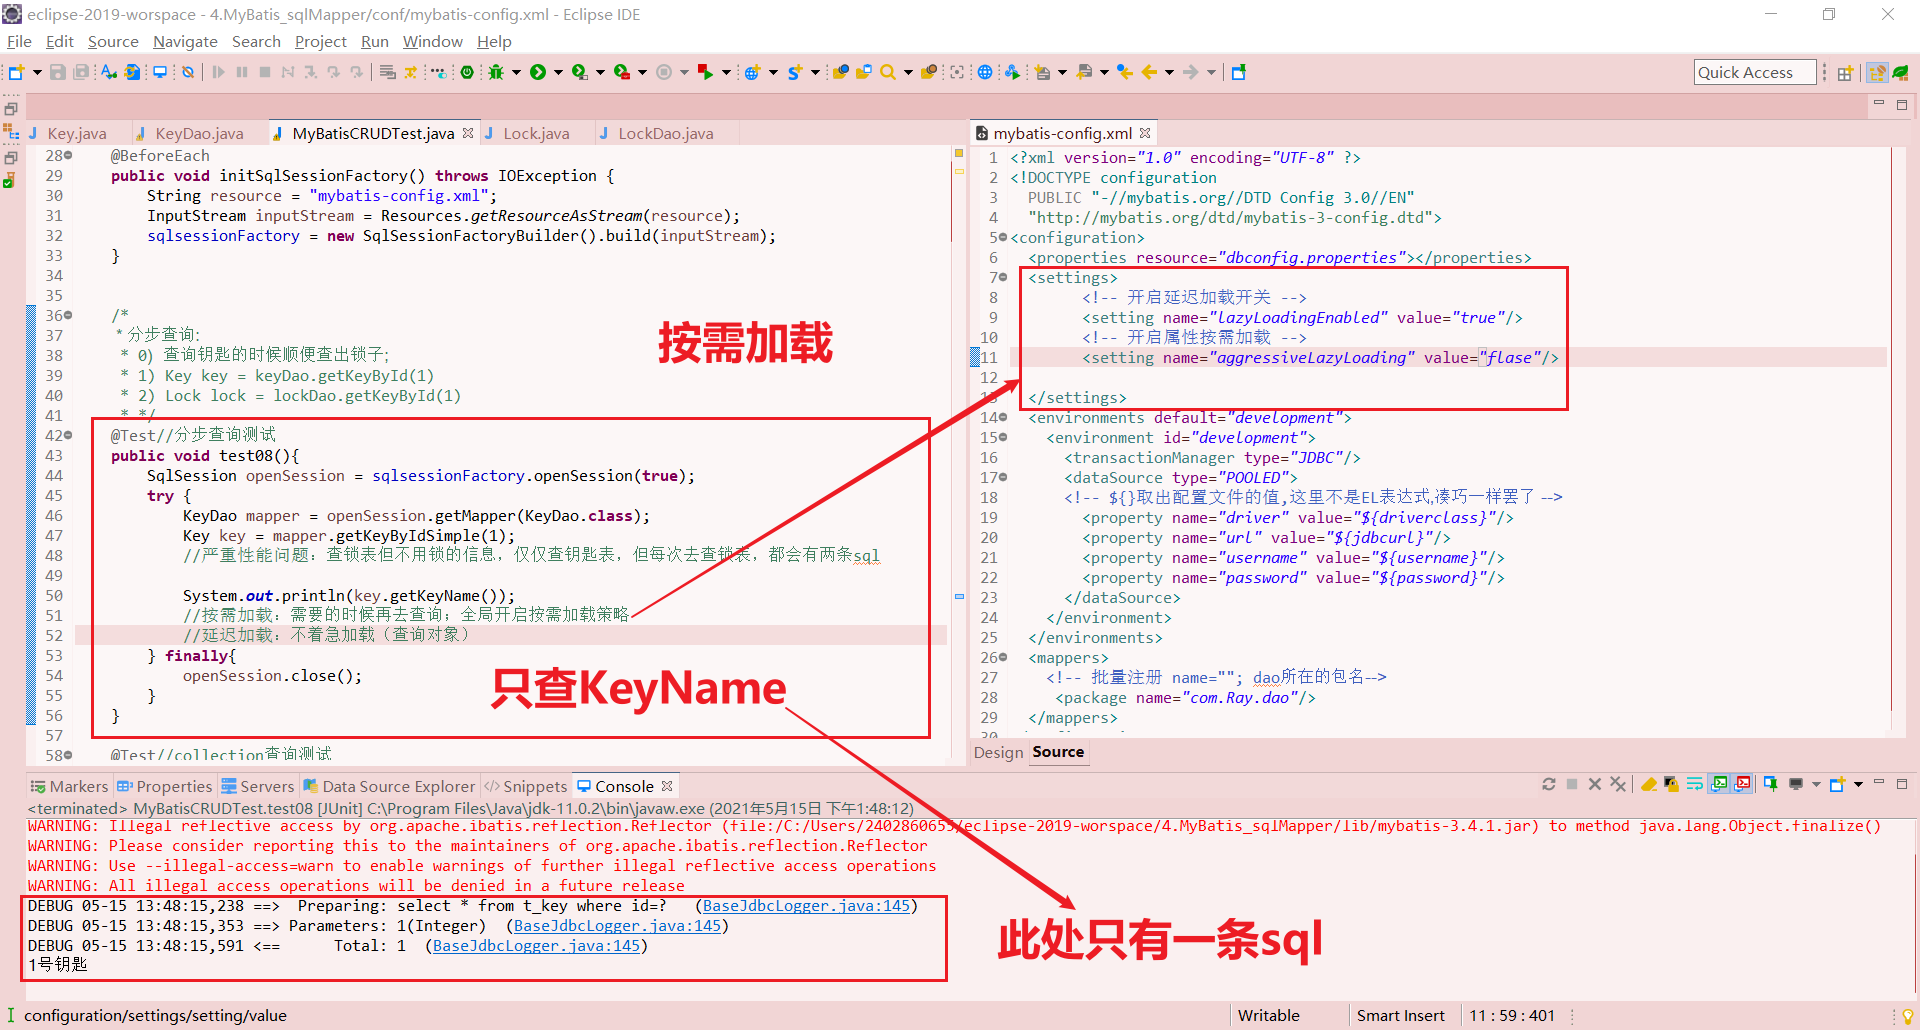 eclipse-2019-worspace - 4.MyBatis_sqlMapper/conf/mybatis-config.xml - Eclipse IDE
File Edit Source Navigate Search Project Run Window Help
Quick Access
Key.java KeyDao.java MyBatisCRUDTest.java Lock.java LockDao.java
28 @BeforeEach
29 public void initSqlSessionFactory() throws IOException {
30 String resource = "mybatis-config.xml";
31 InputStream inputStream = Resources.getResourceAsStream(resource);
32 sqlsessionFactory = new SqlSessionFactoryBuilder().build(inputStream);
33 }
34
35
36 /*
37 * 分步查询:
38 * 0) 查询钥匙的时候顺便查出锁子;
39 * 1) Key key = keyDao.getKeyById(1)
40 * 2) Lock lock = lockDao.getKeyById(1)
41 * */
42 @Test//分步查询测试
43 public void test08(){
44 SqlSession openSession = sqlsessionFactory.openSession(true);
45 try {
46 KeyDao mapper = openSession.getMapper(KeyDao.class);
47 Key key = mapper.getKeyByIdSimple(1);
48 //严重性能问题：查锁表但不用锁的信息，仅仅查钥匙表，但每次去查锁表，都会有两条sql
49
50 System.out.println(key.getKeyName());
51 //按需加载：需要的时候再去查询；全局开启按需加载策略
52 //延迟加载：不着急加载（查询对象）
53 } finally{
54 openSession.close();
55 }
56 }
57
58 @Test//collection查询测试
按需加载
只查KeyName
mybatis-config.xml
1 <?xml version="1.0" encoding="UTF-8" ?>
2 <!DOCTYPE configuration
3 PUBLIC "-//mybatis.org//DTD Config 3.0//EN"
4 "http://mybatis.org/dtd/mybatis-3-config.dtd">
5 <configuration>
6 <properties resource="dbconfig.properties"></properties>
7 <settings>
8 <!-- 开启延迟加载开关 -->
9 <setting name="lazyLoadingEnabled" value="true"/>
10 <!-- 开启属性按需加载 -->
11 <setting name="aggressiveLazyLoading" value="flase"/>
12
13 </settings>
14 <environments default="development">
15 <environment id="development">
16 <transactionManager type="JDBC"/>
17 <dataSource type="POOLED">
18 <!-- ${}取出配置文件的值,这里不是EL表达式,凑巧一样罢了 -->
19 <property name="driver" value="${driverclass}"/>
20 <property name="url" value="${jdbcurl}"/>
21 <property name="username" value="${username}"/>
22 <property name="password" value="${password}"/>
23 </dataSource>
24 </environment>
25 </environments>
26 <mappers>
27 <!-- 批量注册 name=""; dao所在的包名-->
28 <package name="com.Ray.dao"/>
29 </mappers>
Design Source
Markers Properties Servers Data Source Explorer Snippets Console
<terminated> MyBatisCRUDTest.test08 [JUnit] C:\Program Files\Java\jdk-11.0.2\bin\javaw.exe (2021年5月15日 下午1:48:12)
WARNING: Illegal reflective access by org.apache.ibatis.reflection.Reflector (file:/C:/Users/2402860655/eclipse-2019-worspace/4.MyBatis_sqlMapper/lib/mybatis-3.4.1.jar) to method java.lang.Object.finalize()
WARNING: Please consider reporting this to the maintainers of org.apache.ibatis.reflection.Reflector
WARNING: Use --illegal-access=warn to enable warnings of further illegal reflective access operations
WARNING: All illegal access operations will be denied in a future release
DEBUG 05-15 13:48:15,238 ==> Preparing: select * from t_key where id=? (BaseJdbcLogger.java:145)
DEBUG 05-15 13:48:15,353 ==> Parameters: 1(Integer) (BaseJdbcLogger.java:145)
DEBUG 05-15 13:48:15,591 <== Total: 1 (BaseJdbcLogger.java:145)
1号钥匙
此处只有一条sql
configuration/settings/setting/value
Writable Smart Insert 11 : 59 : 401